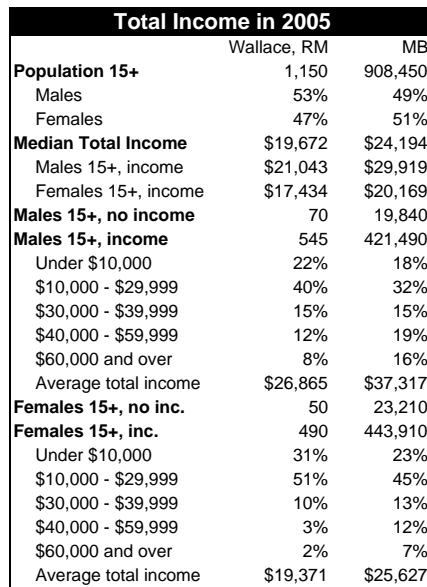 Total Income in 2005
Wallace, RM MB
Population 15+ 1,150 908,450
Males 53% 49%
Females 47% 51%
Median Total Income $19,672 $24,194
Males 15+, income $21,043 $29,919
Females 15+, income $17,434 $20,169
Males 15+, no income 70 19,840
Males 15+, income 545 421,490
Under $10,000 22% 18%
$10,000 - $29,999 40% 32%
$30,000 - $39,999 15% 15%
$40,000 - $59,999 12% 19%
$60,000 and over 8% 16%
Average total income $26,865 $37,317
Females 15+, no inc. 50 23,210
Females 15+, inc. 490 443,910
Under $10,000 31% 23%
$10,000 - $29,999 51% 45%
$30,000 - $39,999 10% 13%
$40,000 - $59,999 3% 12%
$60,000 and over 2% 7%
Average total income $19,371 $25,627